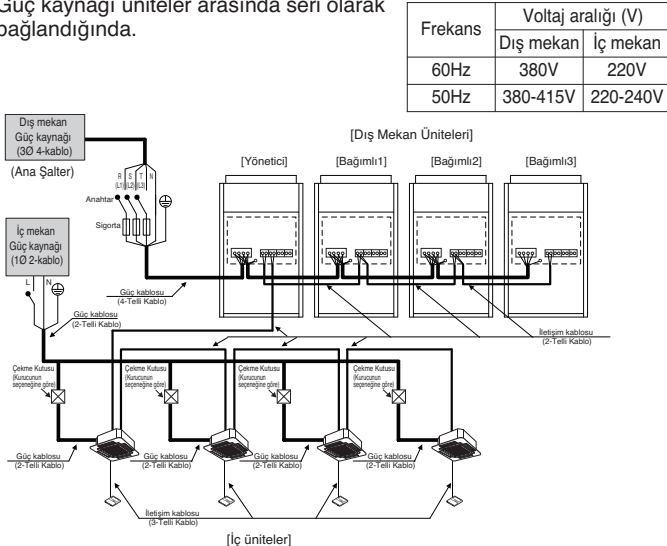 Güç kaynağı üniteler arasında seri olarak
bağlandığında.
Frekans
Voltaj aralığı (V)
Dış mekan İç mekan
60Hz 380V 220V
50Hz 380-415V 220-240V
Dış mekan
Güç kaynağı
(3Ø 4-kablo)
(Ana Şalter)
[Dış Mekan Üniteleri]
[Yönetici] [Bağımlı1] [Bağımlı2] [Bağımlı3]
R S T N
(L1) (L2) (L3)
Anahtar
Sigorta
İç mekan
Güç kaynağı
(1Ø 2-kablo)
L N
Güç kablosu
(4-Telli Kablo)
Güç kablosu
(2-Telli Kablo)
İletişim kablosu
(2-Telli Kablo)
Çekme Kutusu
(Kurucunun
seçeneğine göre)
Çekme Kutusu
(Kurucunun
seçeneğine göre)
Çekme Kutusu
(Kurucunun
seçeneğine göre)
Çekme Kutusu
(Kurucunun
seçeneğine göre)
Güç kablosu
(2-Telli Kablo)
Güç kablosu
(2-Telli Kablo)
Güç kablosu
(2-Telli Kablo)
Güç kablosu
(2-Telli Kablo)
İletişim kablosu
(3-Telli Kablo)
[İç üniteler]